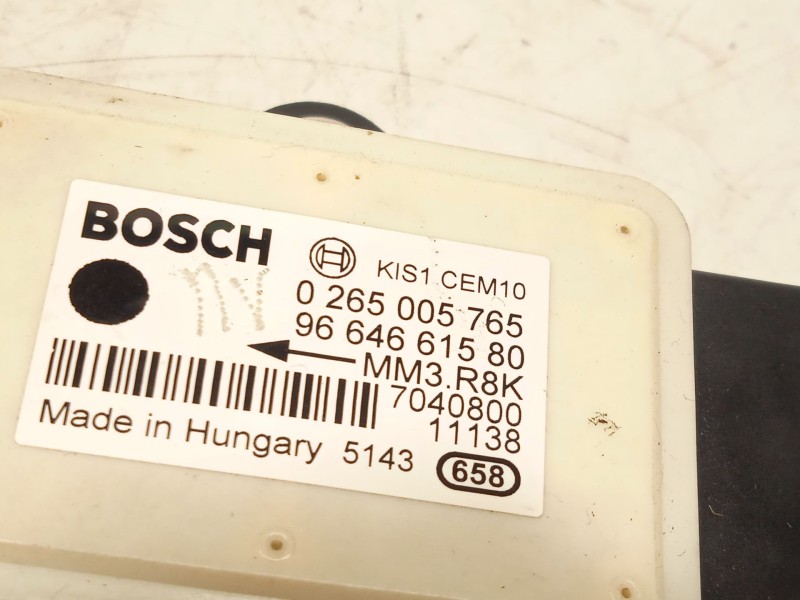 BOSCH
KIS1.CEM10
0 265 005 765
96 646 615 80
MM3.R8K
7040800
11138
Made in Hungary 5143 658